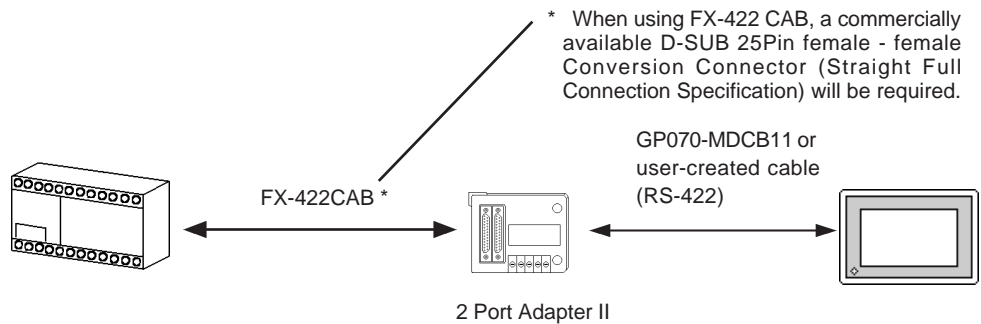 * When using FX-422 CAB, a commercially
available D-SUB 25Pin female - female
Conversion Connector (Straight Full
Connection Specification) will be required.
GP070-MDCB11 or
user-created cable
(RS-422)
FX-422CAB *
2 Port Adapter II